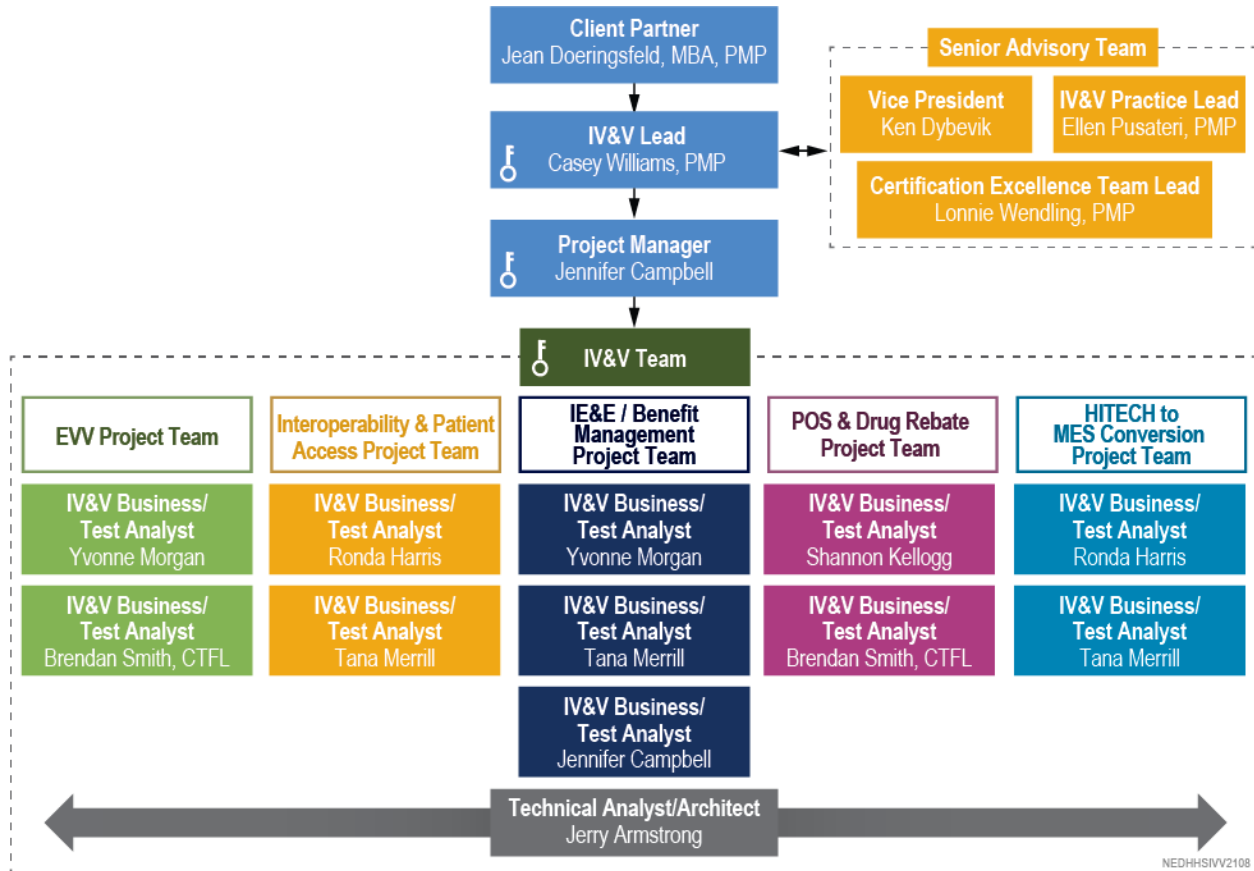 Client Partner
Jean Doeringsfeld, MBA, PMP
Senior Advisory Team
Vice President
Ken Dybevik
IV&V Practice Lead
Ellen Pusateri, PMP
Certification Excellence Team Lead
Lonnie Wendling, PMP
IV&V Lead
Casey Williams, PMP
Project Manager
Jennifer Campbell
IV&V Team
EVV Project Team
IV&V Business/
Test Analyst
Yvonne Morgan
IV&V Business/
Test Analyst
Brendan Smith, CTFL
Interoperability & Patient
Access Project Team
IV&V Business/
Test Analyst
Ronda Harris
IV&V Business/
Test Analyst
Tana Merrill
IE&E / Benefit
Management
Project Team
IV&V Business/
Test Analyst
Yvonne Morgan
IV&V Business/
Test Analyst
Tana Merrill
IV&V Business/
Test Analyst
Jennifer Campbell
POS & Drug Rebate
Project Team
IV&V Business/
Test Analyst
Shannon Kellogg
IV&V Business/
Test Analyst
Brendan Smith, CTFL
HITECH to
MES Conversion
Project Team
IV&V Business/
Test Analyst
Ronda Harris
IV&V Business/
Test Analyst
Tana Merrill
Technical Analyst/Architect
Jerry Armstrong
NEDHHSIVV2108